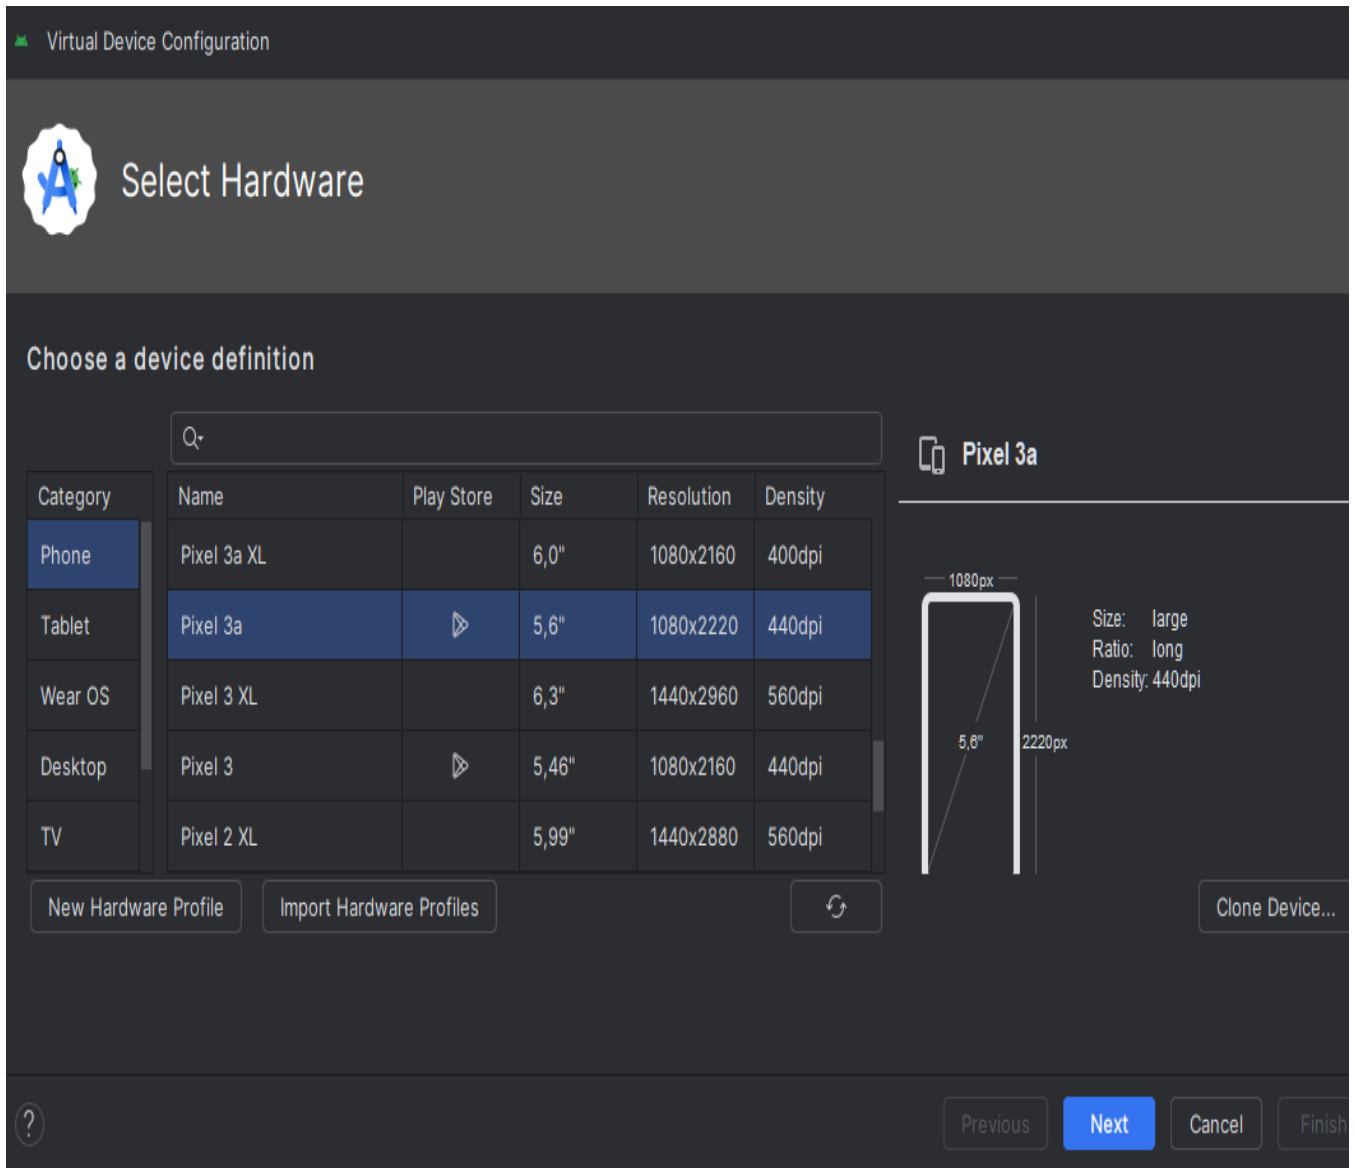 Virtual Device Configuration
Select Hardware
Choose a device definition
Pixel 3a
Category Name Play Store Size Resolution Density
Phone Pixel 3a XL 6,0" 1080x2160 400dpi
Tablet Pixel 3a 5,6" 1080x2220 440dpi
Wear OS Pixel 3 XL 6,3" 1440x2960 560dpi
Desktop Pixel 3 5,46" 1080x2160 440dpi
TV Pixel 2 XL 5,99" 1440x2880 560dpi
1080px
Size: large
Ratio: long
Density: 440dpi
5,6" 2220px
New Hardware Profile Import Hardware Profiles Clone Device...
? Previous Next Cancel Finish